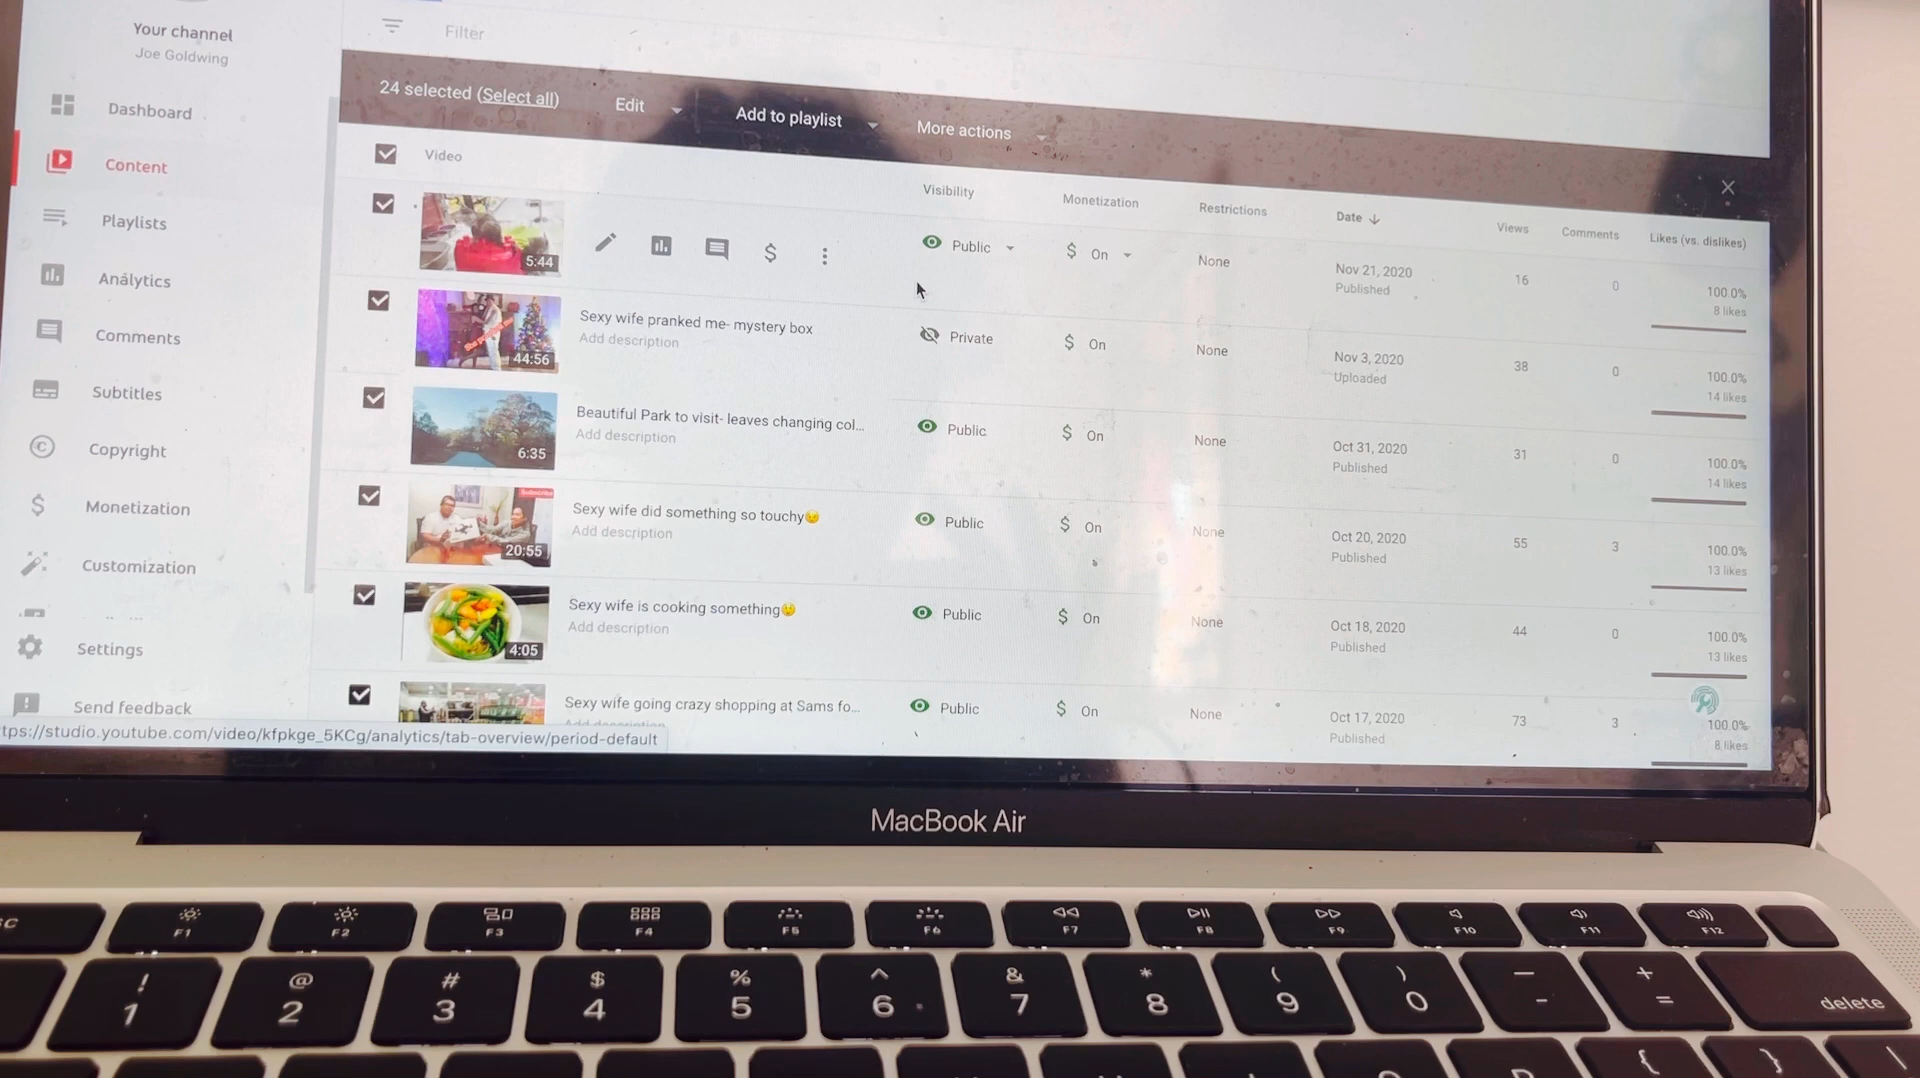 Your channel
Joe Goldwing
Dashboard
Content
Playlists
Analytics
Comments
Subtitles
Copyright
Monetization
Customization
Settings
Send feedback
Filter
24 selected (Select all)
Edit
Add to playlist
More actions
Video
Visibility
Monetization
Restrictions
Date
Views
Comments
Likes (vs. dislikes)
5:44
Public
On
None
Nov 21, 2020
Published
16
0
100.0%
8 likes
44:56
Sexy wife pranked me- mystery box
Add description
Private
On
None
Nov 3, 2020
Uploaded
38
0
100.0%
14 likes
6:35
Beautiful Park to visit- leaves changing col...
Add description
Public
On
None
Oct 31, 2020
Published
31
0
100.0%
14 likes
20:55
Sexy wife did something so touchy😢
Add description
Public
On
None
Oct 20, 2020
Published
55
3
100.0%
13 likes
4:05
Sexy wife is cooking something😲
Add description
Public
On
None
Oct 18, 2020
Published
44
0
100.0%
13 likes
Sexy wife going crazy shopping at Sams fo...
Add description
Public
On
None
Oct 17, 2020
Published
73
3
100.0%
8 likes
tps://studio.youtube.com/video/kfpkge_5KCg/analytics/tab-overview/period-default
MacBook Air
F1 F2 F3 F4 F5 F6 F7 F8 F9 F10 F11 F12
! @ # $ % ^ & * ( ) — +
1 2 3 4 5 6 7 8 9 0 - = delete
{ }